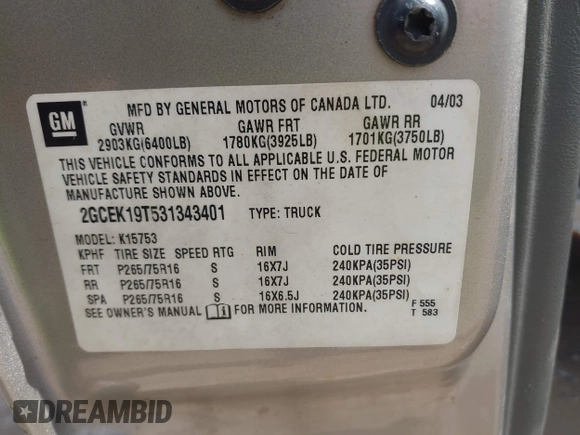 GM ®
MFD BY GENERAL MOTORS OF CANADA LTD. 04/03
GVWR GAWR FRT GAWR RR
2903KG(6400LB) 1780KG(3925LB) 1701KG(3750LB)
THIS VEHICLE CONFORMS TO ALL APPLICABLE U.S. FEDERAL MOTOR
VEHICLE SAFETY STANDARDS IN EFFECT ON THE DATE OF
MANUFACTURE SHOWN ABOVE.
2GCEK19T531343401 TYPE: TRUCK
MODEL: K15753
KPHF TIRE SIZE SPEED RTG RIM COLD TIRE PRESSURE
FRT P265/75R16 S 16X7J 240KPA(35PSI)
RR P265/75R16 S 16X7J 240KPA(35PSI)
SPA P265/75R16 S 16X6.5J 240KPA(35PSI)
SEE OWNER'S MANUAL FOR MORE INFORMATION.
F 555
T 583
DREAMBID